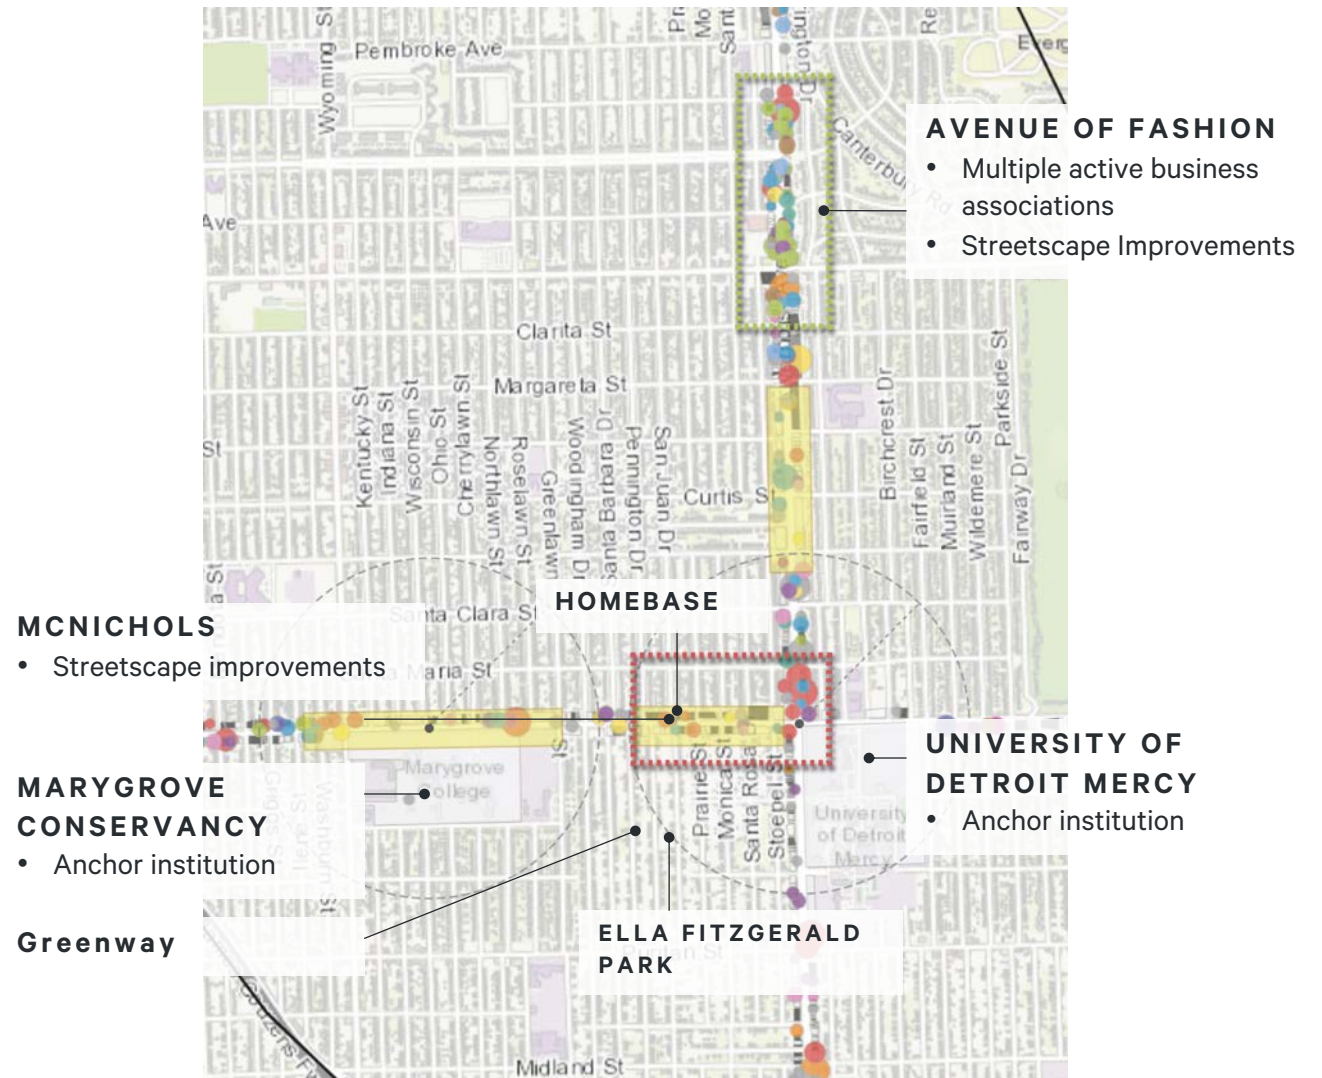 Pembroke Ave
Wyoming St
Canterbury Rd
AVENUE OF FASHION
• Multiple active business
associations
• Streetscape Improvements
Ave
Clarita St
Margareta St
Kentucky St
Indiana St
Wisconsin St
Ohio St
Cherrylawn St
Northlawn St
Roselawn St
Greenlawn
Woodingham Dr
Santa Barbara Dr
Pennington Dr
San Juan Dr
Curtis St
Birchcrest Dr
Fairfield St
Muirland St
Wildemere St
Parkside St
Fairway Dr
St
HOMEBASE
Santa Clara St
MCNICHOLS
• Streetscape improvements
Maria St
UNIVERSITY OF
DETROIT MERCY
• Anchor institution
Marygrove
College
MARYGROVE
CONSERVANCY
• Anchor institution
St
Prairie St
Monica St
Santa Rosa
Stoepel St
University
of Detroit
Mercy
Greenway
ELLA FITZGERALD
PARK
Midland St